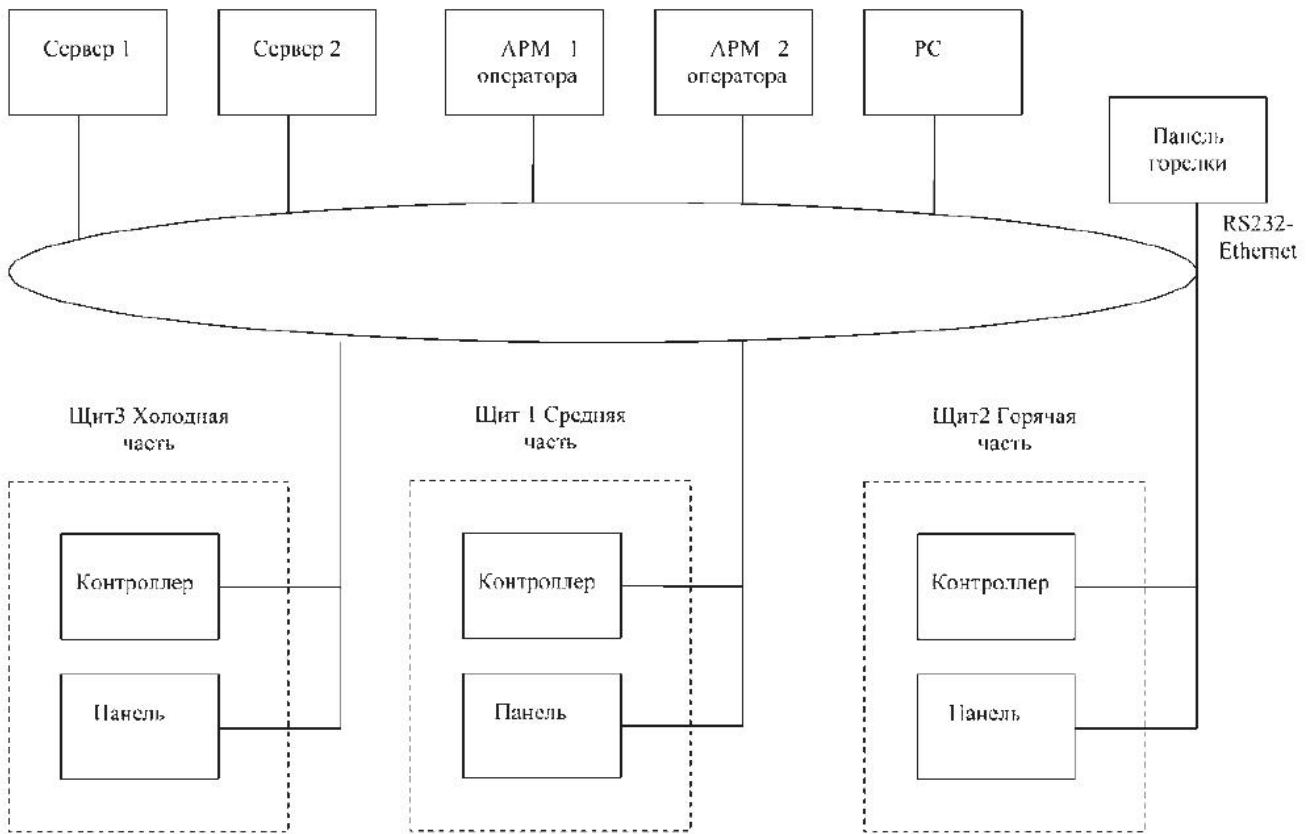 Сервер 1
Сервер 2
АРМ 1
оператора
АРМ 2
оператора
РС
Панель
горелки
RS232-
Ethernet
Щит3 Холодная
часть
Щит 1 Средняя
часть
Щит2 Горячая
часть
Контроллер
Контроллер
Контроллер
Панель
Панель
Панель